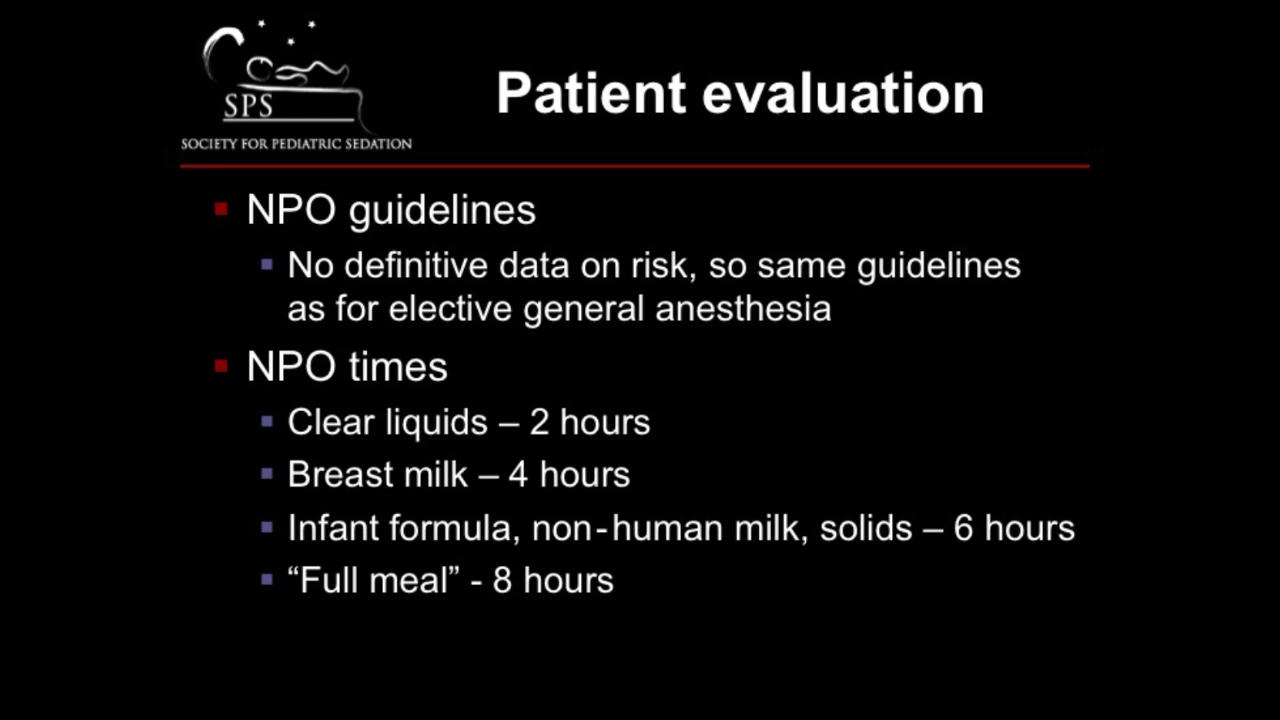 SPS
SOCIETY FOR PEDIATRIC SEDATION
Patient evaluation
NPO guidelines
No definitive data on risk, so same guidelines
as for elective general anesthesia
NPO times
Clear liquids – 2 hours
Breast milk – 4 hours
Infant formula, non-human milk, solids – 6 hours
“Full meal” - 8 hours